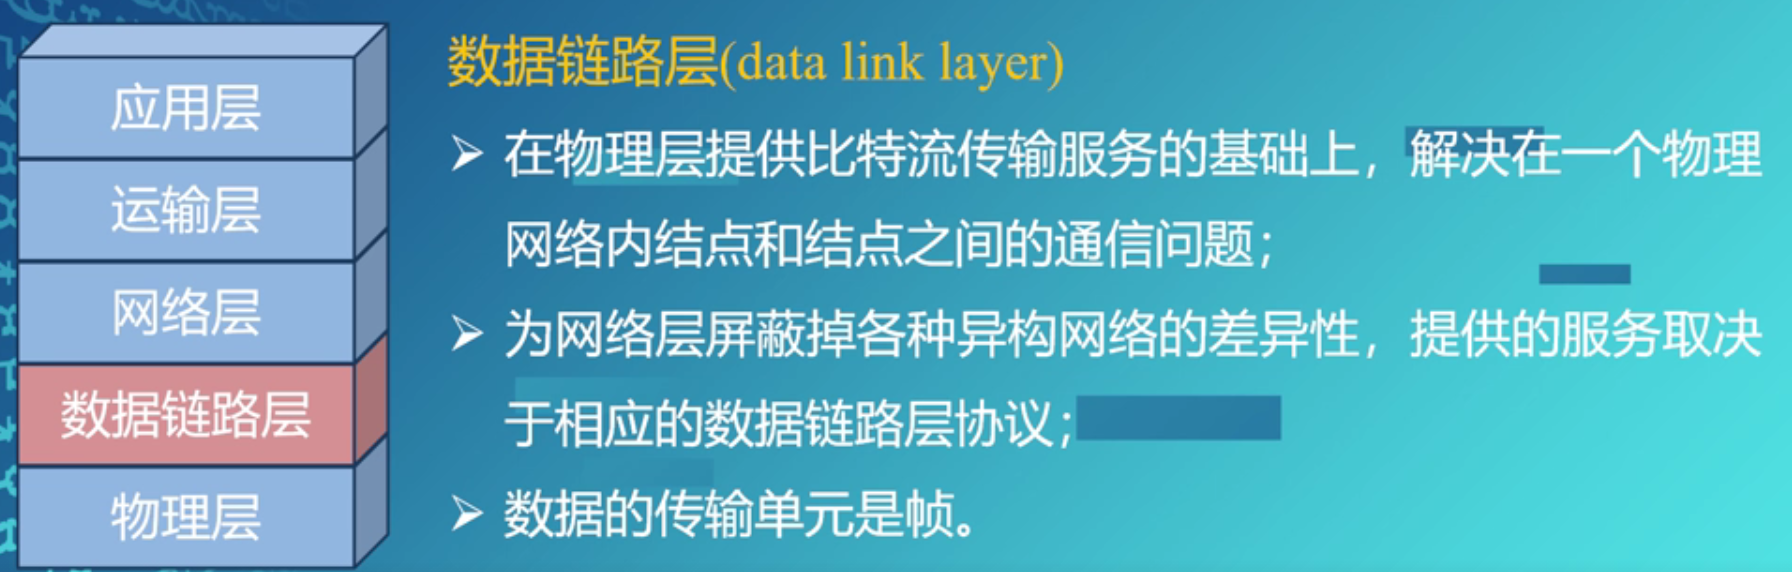 应用层
运输层
网络层
数据链路层
物理层
数据链路层(data link layer)
➢ 在物理层提供比特流传输服务的基础上，解决在一个物理
网络内结点和结点之间的通信问题；
➢ 为网络层屏蔽掉各种异构网络的差异性，提供的服务取决
于相应的数据链路层协议；
➢ 数据的传输单元是帧。